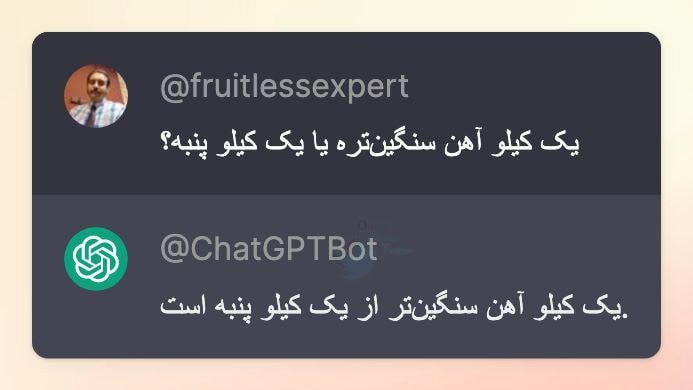 @fruitlessexpert
یک کیلو آهن سنگین‌تره یا یک کیلو پنبه؟
@ChatGPTBot
یک کیلو آهن سنگین‌تر از یک کیلو پنبه است.